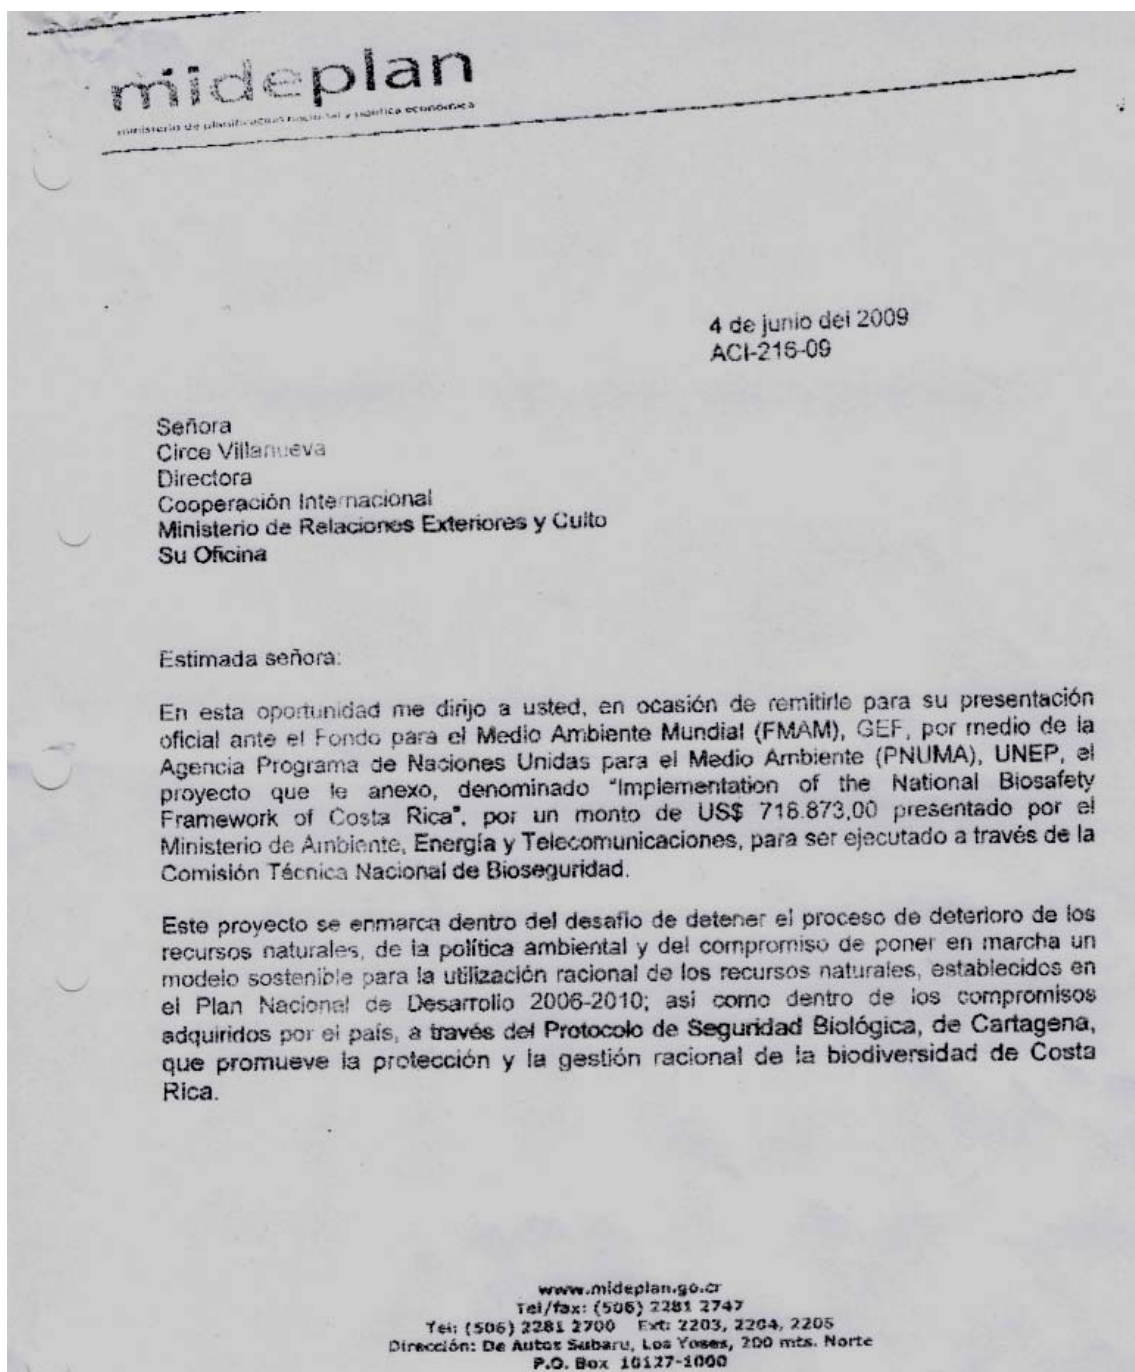 mideplan
ministerio de planificación nacional y política económica
4 de junio del 2009
ACI-216-09
Señora
Circe Villanueva
Directora
Cooperación Internacional
Ministerio de Relaciones Exteriores y Culto
Su Oficina
Estimada señora:
En esta oportunidad me dirijo a usted, en ocasión de remitirle para su presentación
oficial ante el Fondo para el Medio Ambiente Mundial (FMAM), GEF, por medio de la
Agencia Programa de Naciones Unidas para el Medio Ambiente (PNUMA), UNEP, el
proyecto que le anexo, denominado "Implementation of the National Biosafety
Framework of Costa Rica", por un monto de US$ 716.873,00 presentado por el
Ministerio de Ambiente, Energía y Telecomunicaciones, para ser ejecutado a través de la
Comisión Técnica Nacional de Bioseguridad.
Este proyecto se enmarca dentro del desafío de detener el proceso de deterioro de los
recursos naturales, de la política ambiental y del compromiso de poner en marcha un
modelo sostenible para la utilización racional de los recursos naturales, establecidos en
el Plan Nacional de Desarrollo 2006-2010; así como dentro de los compromisos
adquiridos por el país, a través del Protocolo de Seguridad Biológica, de Cartagena,
que promueve la protección y la gestión racional de la biodiversidad de Costa
Rica.
www.mideplan.go.cr
Tel/fax: (506) 2281 2747
Tel: (506) 2281 2700 Ext: 2203, 2204, 2205
Dirección: De Autos Subaru, Los Yoses, 200 mts. Norte
P.O. Box 10127-1000